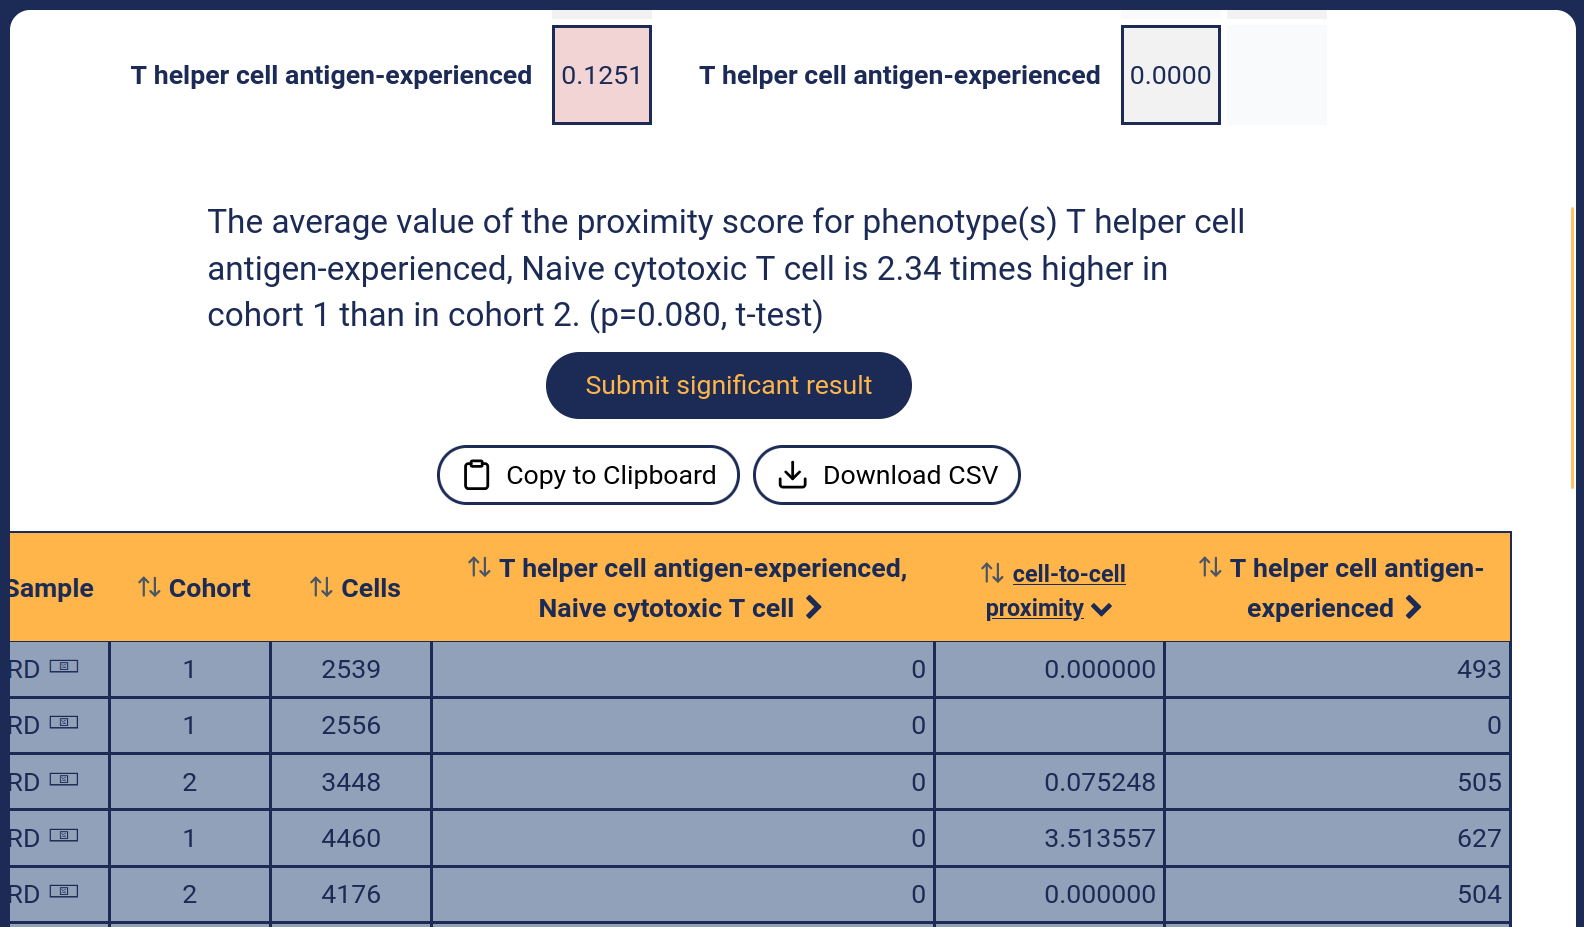 T helper cell antigen-experienced 0.1251 T helper cell antigen-experienced 0.0000
The average value of the proximity score for phenotype(s) T helper cell
antigen-experienced, Naive cytotoxic T cell is 2.34 times higher in
cohort 1 than in cohort 2. (p=0.080, t-test)
Submit significant result
Copy to Clipboard Download CSV
Sample Cohort Cells T helper cell antigen-experienced, Naive cytotoxic T cell cell-to-cell proximity T helper cell antigen-experienced
RD 1 2539 0 0.000000 493
RD 1 2556 0 0
RD 2 3448 0 0.075248 505
RD 1 4460 0 3.513557 627
RD 2 4176 0 0.000000 504